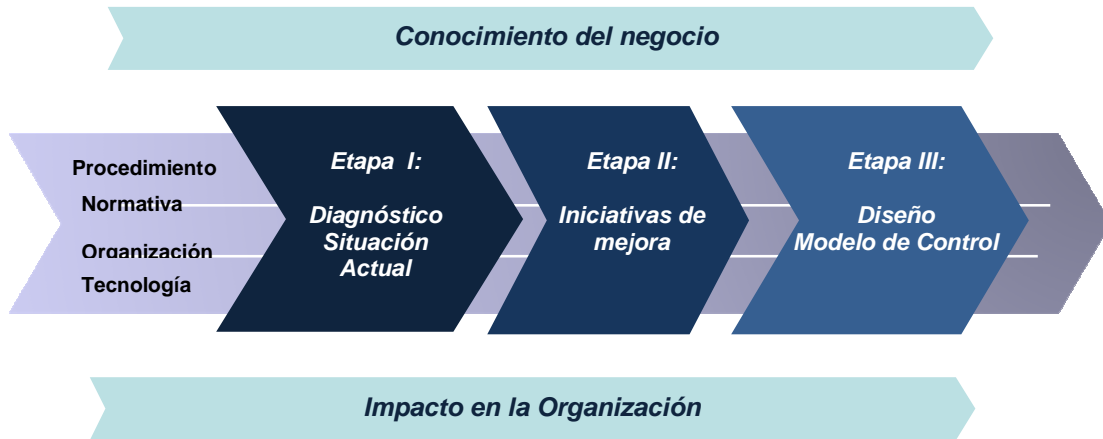 Conocimiento del negocio
Procedimiento
Normativa
Organización
Tecnología
Etapa I:
Diagnóstico
Situación
Actual
Etapa II:
Iniciativas de
mejora
Etapa III:
Diseño
Modelo de Control
Impacto en la Organización